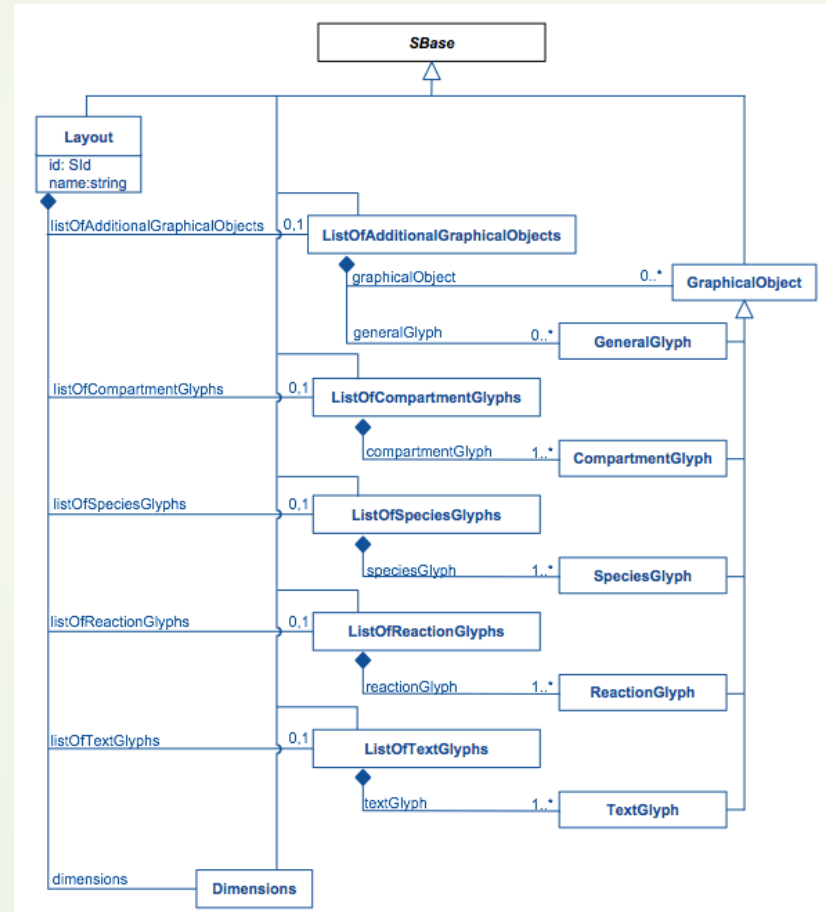 SBase
Layout
id: SId
name:string
listOfAdditionalGraphicalObjects 0,1
ListOfAdditionalGraphicalObjects
graphicalObject 0..*
GraphicalObject
generalGlyph 0..*
GeneralGlyph
listOfCompartmentGlyphs 0,1
ListOfCompartmentGlyphs
compartmentGlyph 1..*
CompartmentGlyph
listOfSpeciesGlyphs 0,1
ListOfSpeciesGlyphs
speciesGlyph 1..*
SpeciesGlyph
listOfReactionGlyphs 0,1
ListOfReactionGlyphs
reactionGlyph 1..*
ReactionGlyph
listOfTextGlyphs 0,1
ListOfTextGlyphs
textGlyph 1..*
TextGlyph
dimensions
Dimensions